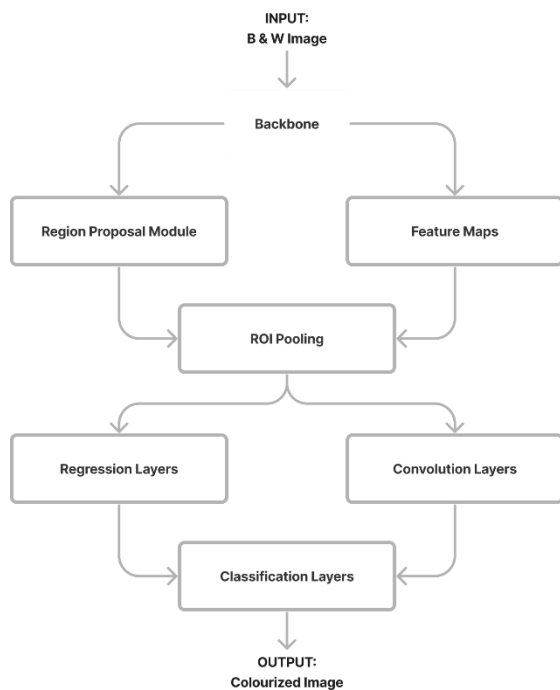 INPUT:
B & W Image
Backbone
Region Proposal Module
Feature Maps
ROI Pooling
Regression Layers
Convolution Layers
Classification Layers
OUTPUT:
Colourized Image